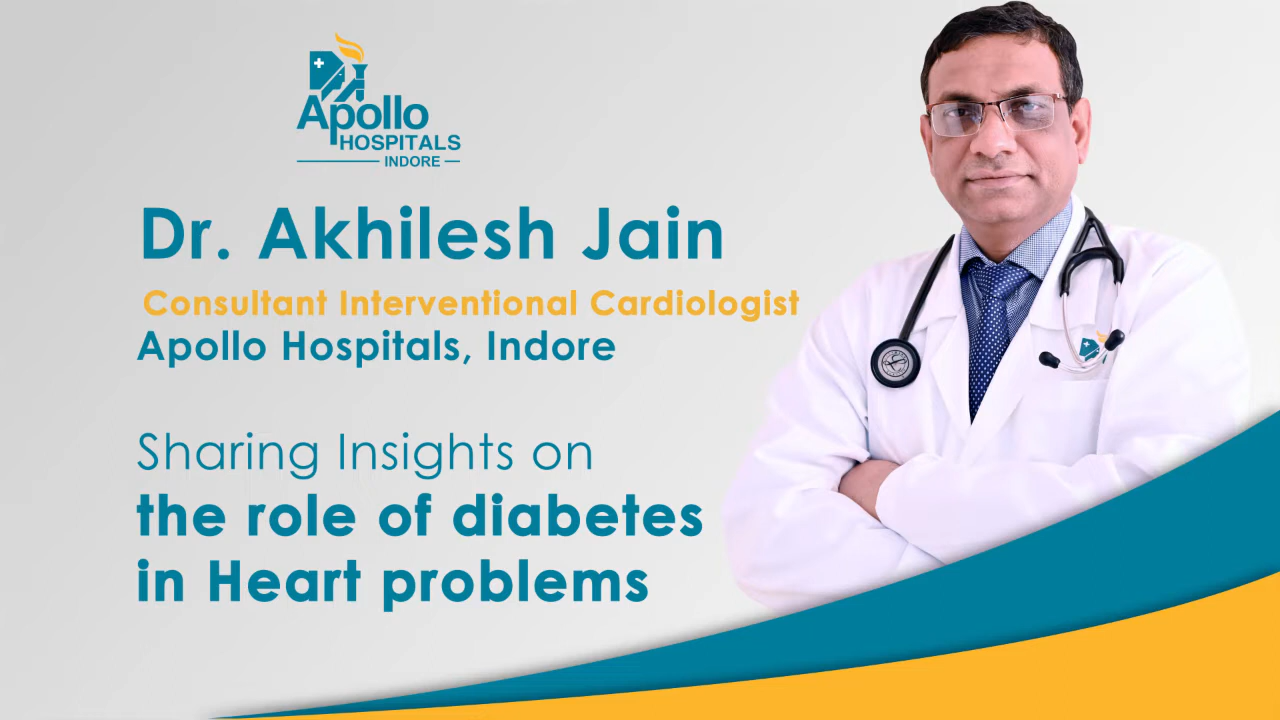 Apollo
HOSPITALS
INDORE
Dr. Akhilesh Jain
Consultant Interventional Cardiologist
Apollo Hospitals, Indore
Sharing Insights on
the role of diabetes
in Heart problems